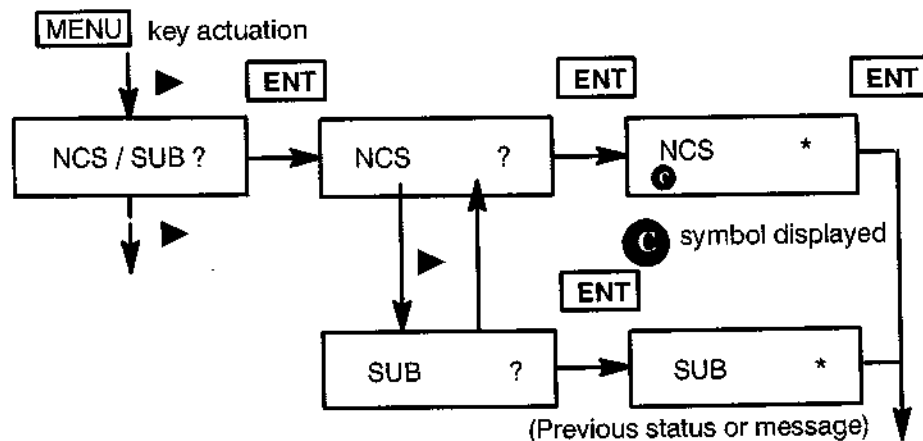 MENU key actuation
ENT
ENT
ENT
NCS / SUB ?
NCS ?
NCS *
C
C symbol displayed
ENT
SUB ?
SUB *
(Previous status or message)